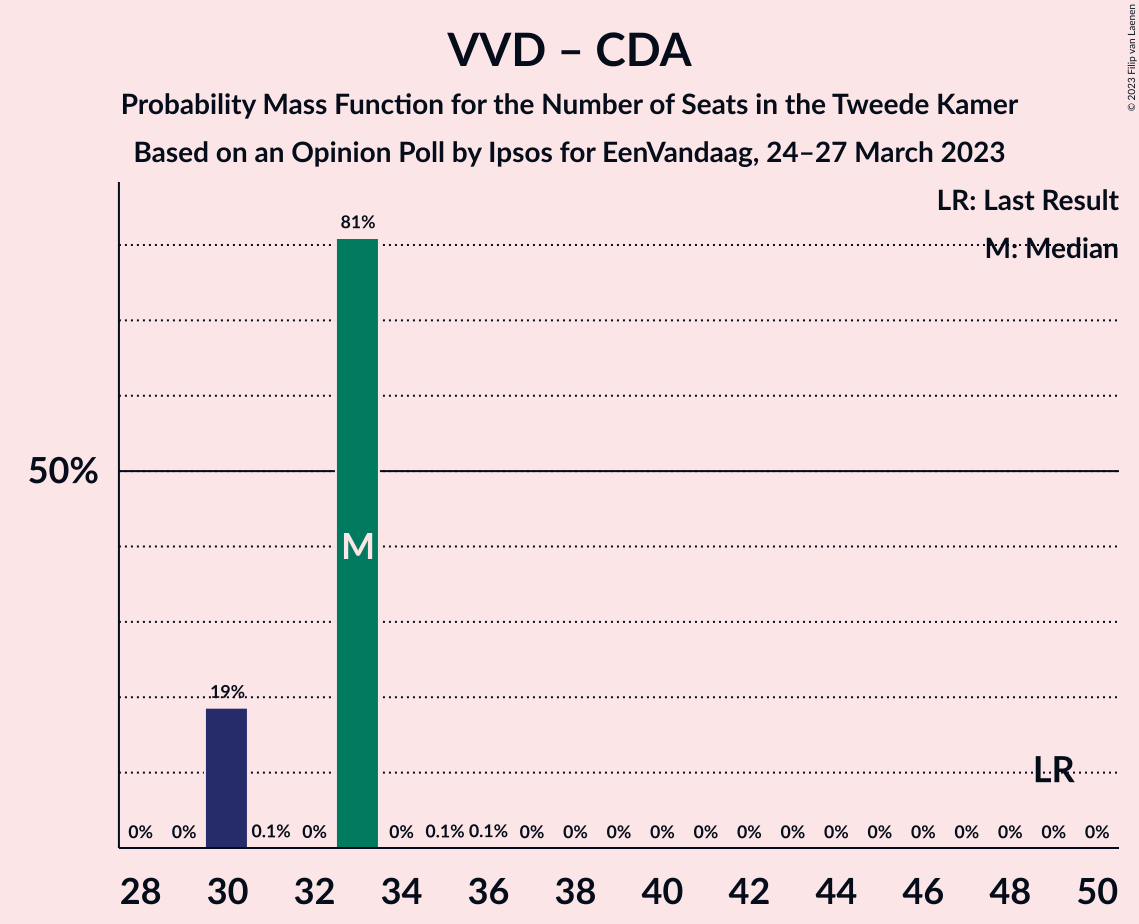 VVD – CDA
Probability Mass Function for the Number of Seats in the Tweede Kamer
Based on an Opinion Poll by Ipsos for EenVandaag, 24–27 March 2023
© 2023 Filip van Laenen
LR: Last Result
M: Median
81%
50%
M
19%
LR
0% 0% 0.1% 0% 0% 0.1% 0.1% 0% 0% 0% 0% 0% 0% 0% 0% 0% 0% 0% 0% 0% 0%
28 30 32 34 36 38 40 42 44 46 48 50